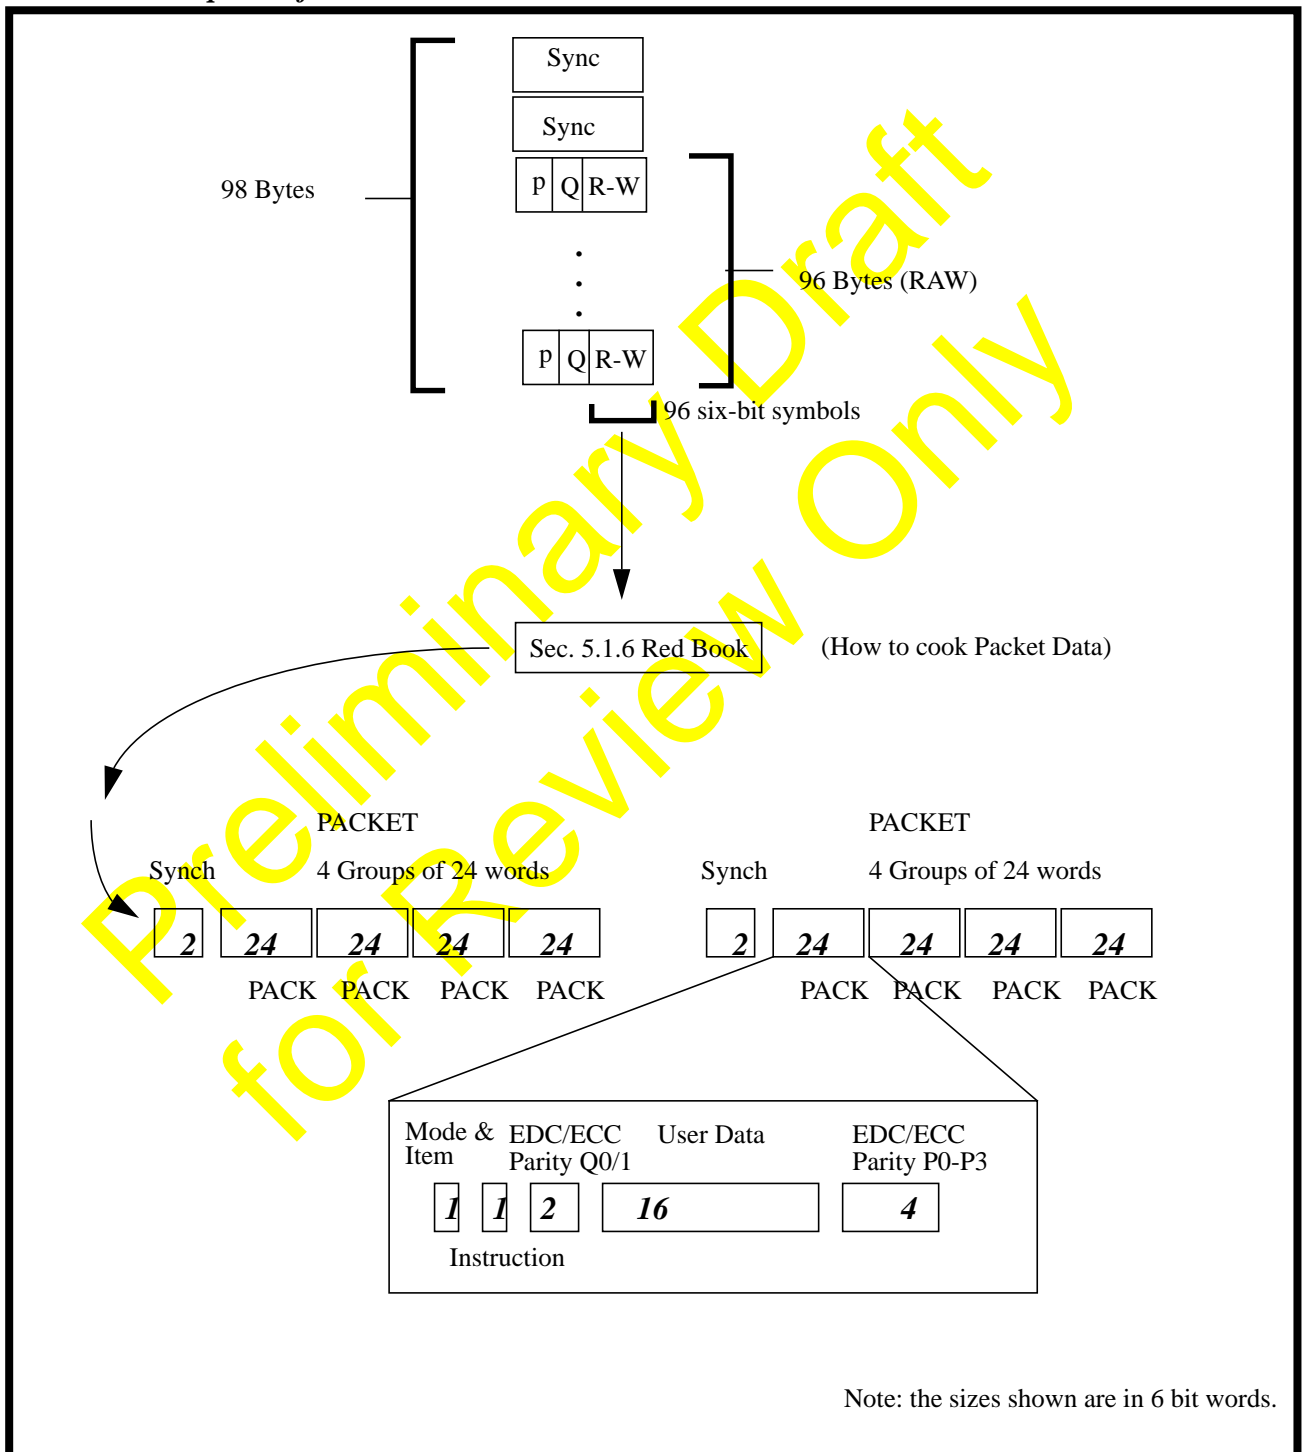 Sync
Sync
98 Bytes
p Q R-W
96 Bytes (RAW)
p Q R-W
96 six-bit symbols
Sec. 5.1.6 Red Book
(How to cook Packet Data)
PACKET PACKET
Synch 4 Groups of 24 words Synch 4 Groups of 24 words
2 24 24 24 24 2 24 24 24 24
PACK PACK PACK PACK PACK PACK PACK PACK
Mode & EDC/ECC User Data EDC/ECC
Item Parity Q0/1 Parity P0-P3
1 1 2 16 4
Instruction
Note: the sizes shown are in 6 bit words.
Preliminary Draft
for Review Only